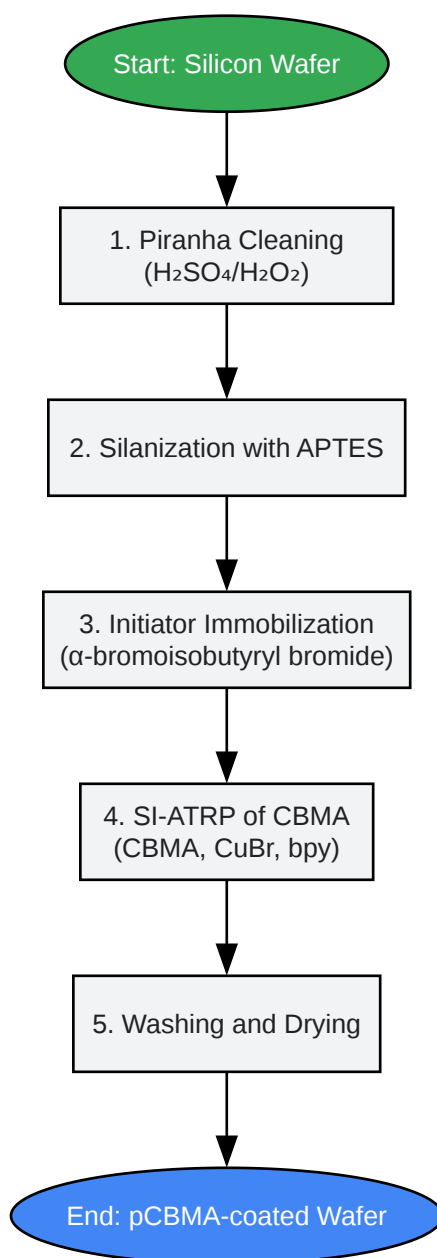 Start: Silicon Wafer
1. Piranha Cleaning
(H₂SO₄/H₂O₂)
2. Silanization with APTES
3. Initiator Immobilization
(α-bromoisobutyryl bromide)
4. SI-ATRP of CBMA
(CBMA, CuBr, bpy)
5. Washing and Drying
End: pCBMA-coated Wafer